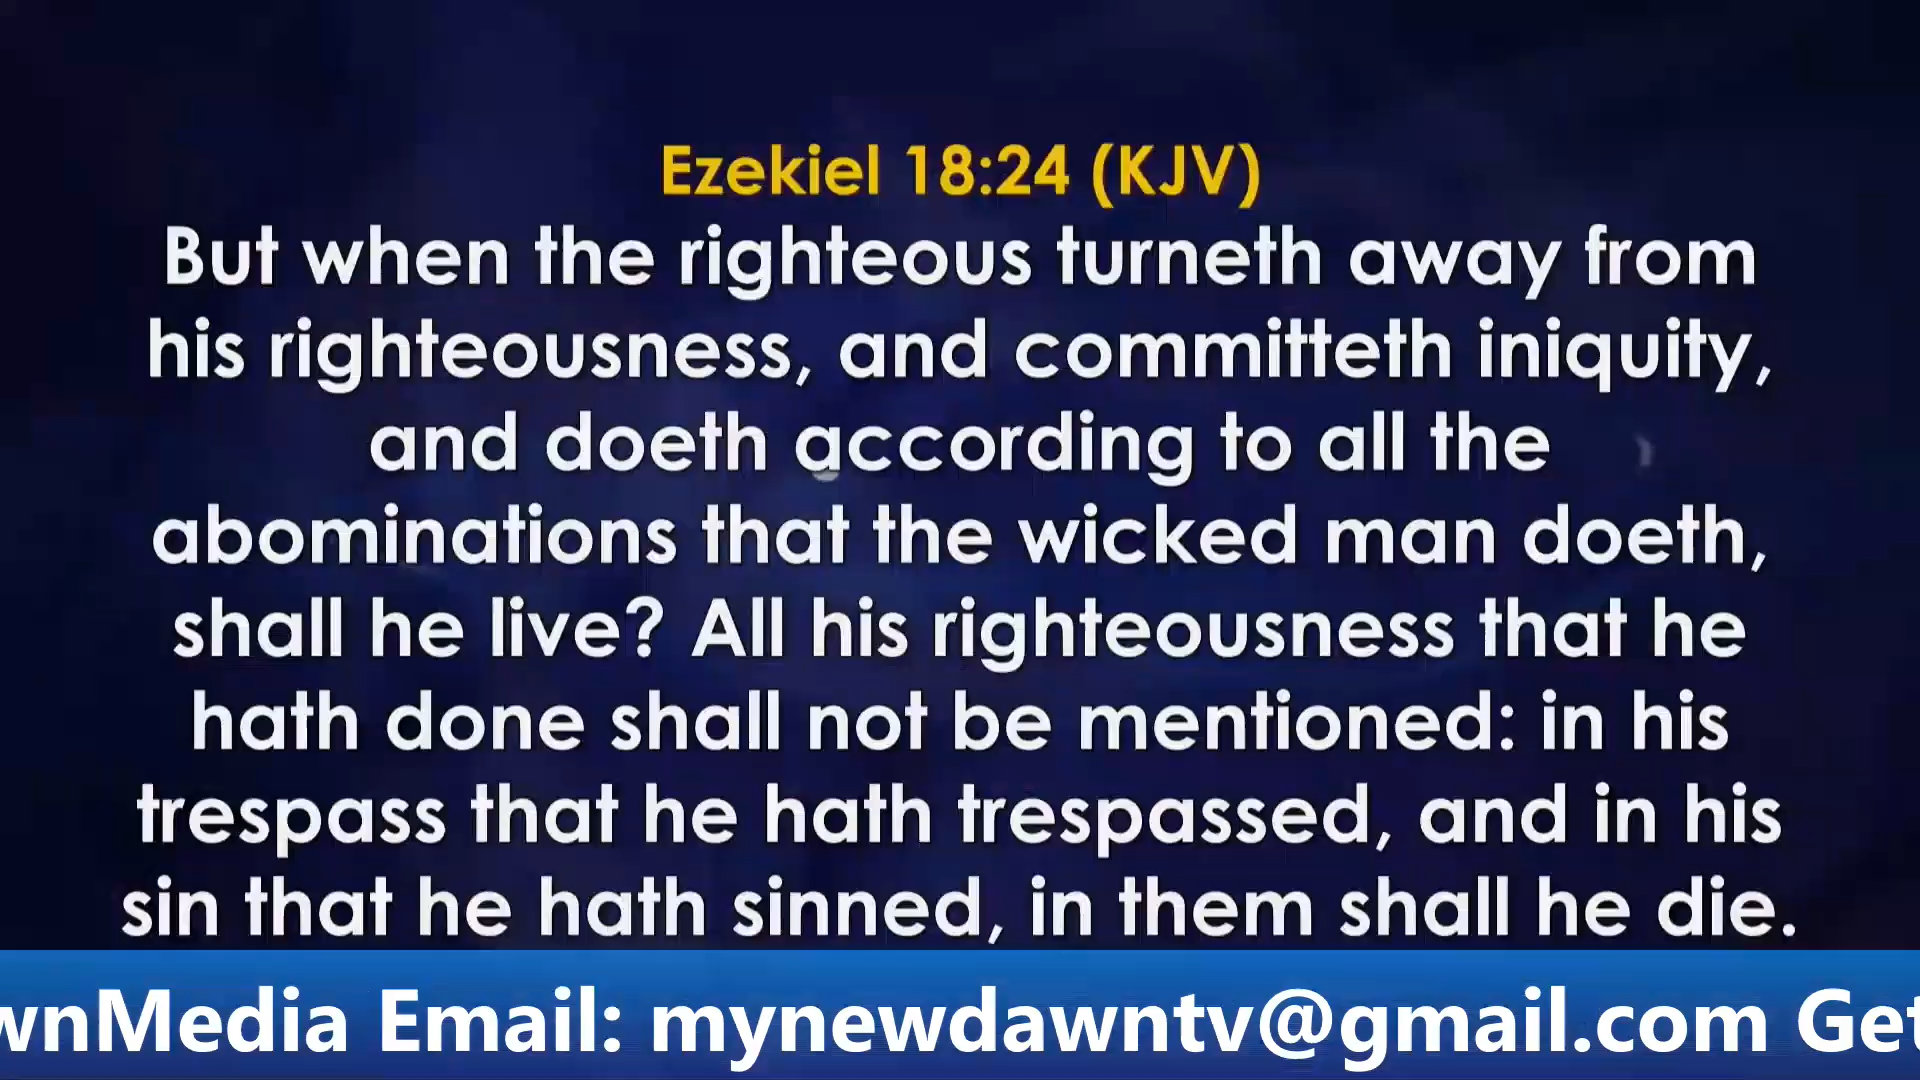 Ezekiel 18:24 (KJV)
But when the righteous turneth away from
his righteousness, and committeth iniquity,
and doeth according to all the
abominations that the wicked man doeth,
shall he live? All his righteousness that he
hath done shall not be mentioned: in his
trespass that he hath trespassed, and in his
sin that he hath sinned, in them shall he die.
wnMedia Email: mynewdawntv@gmail.com Get